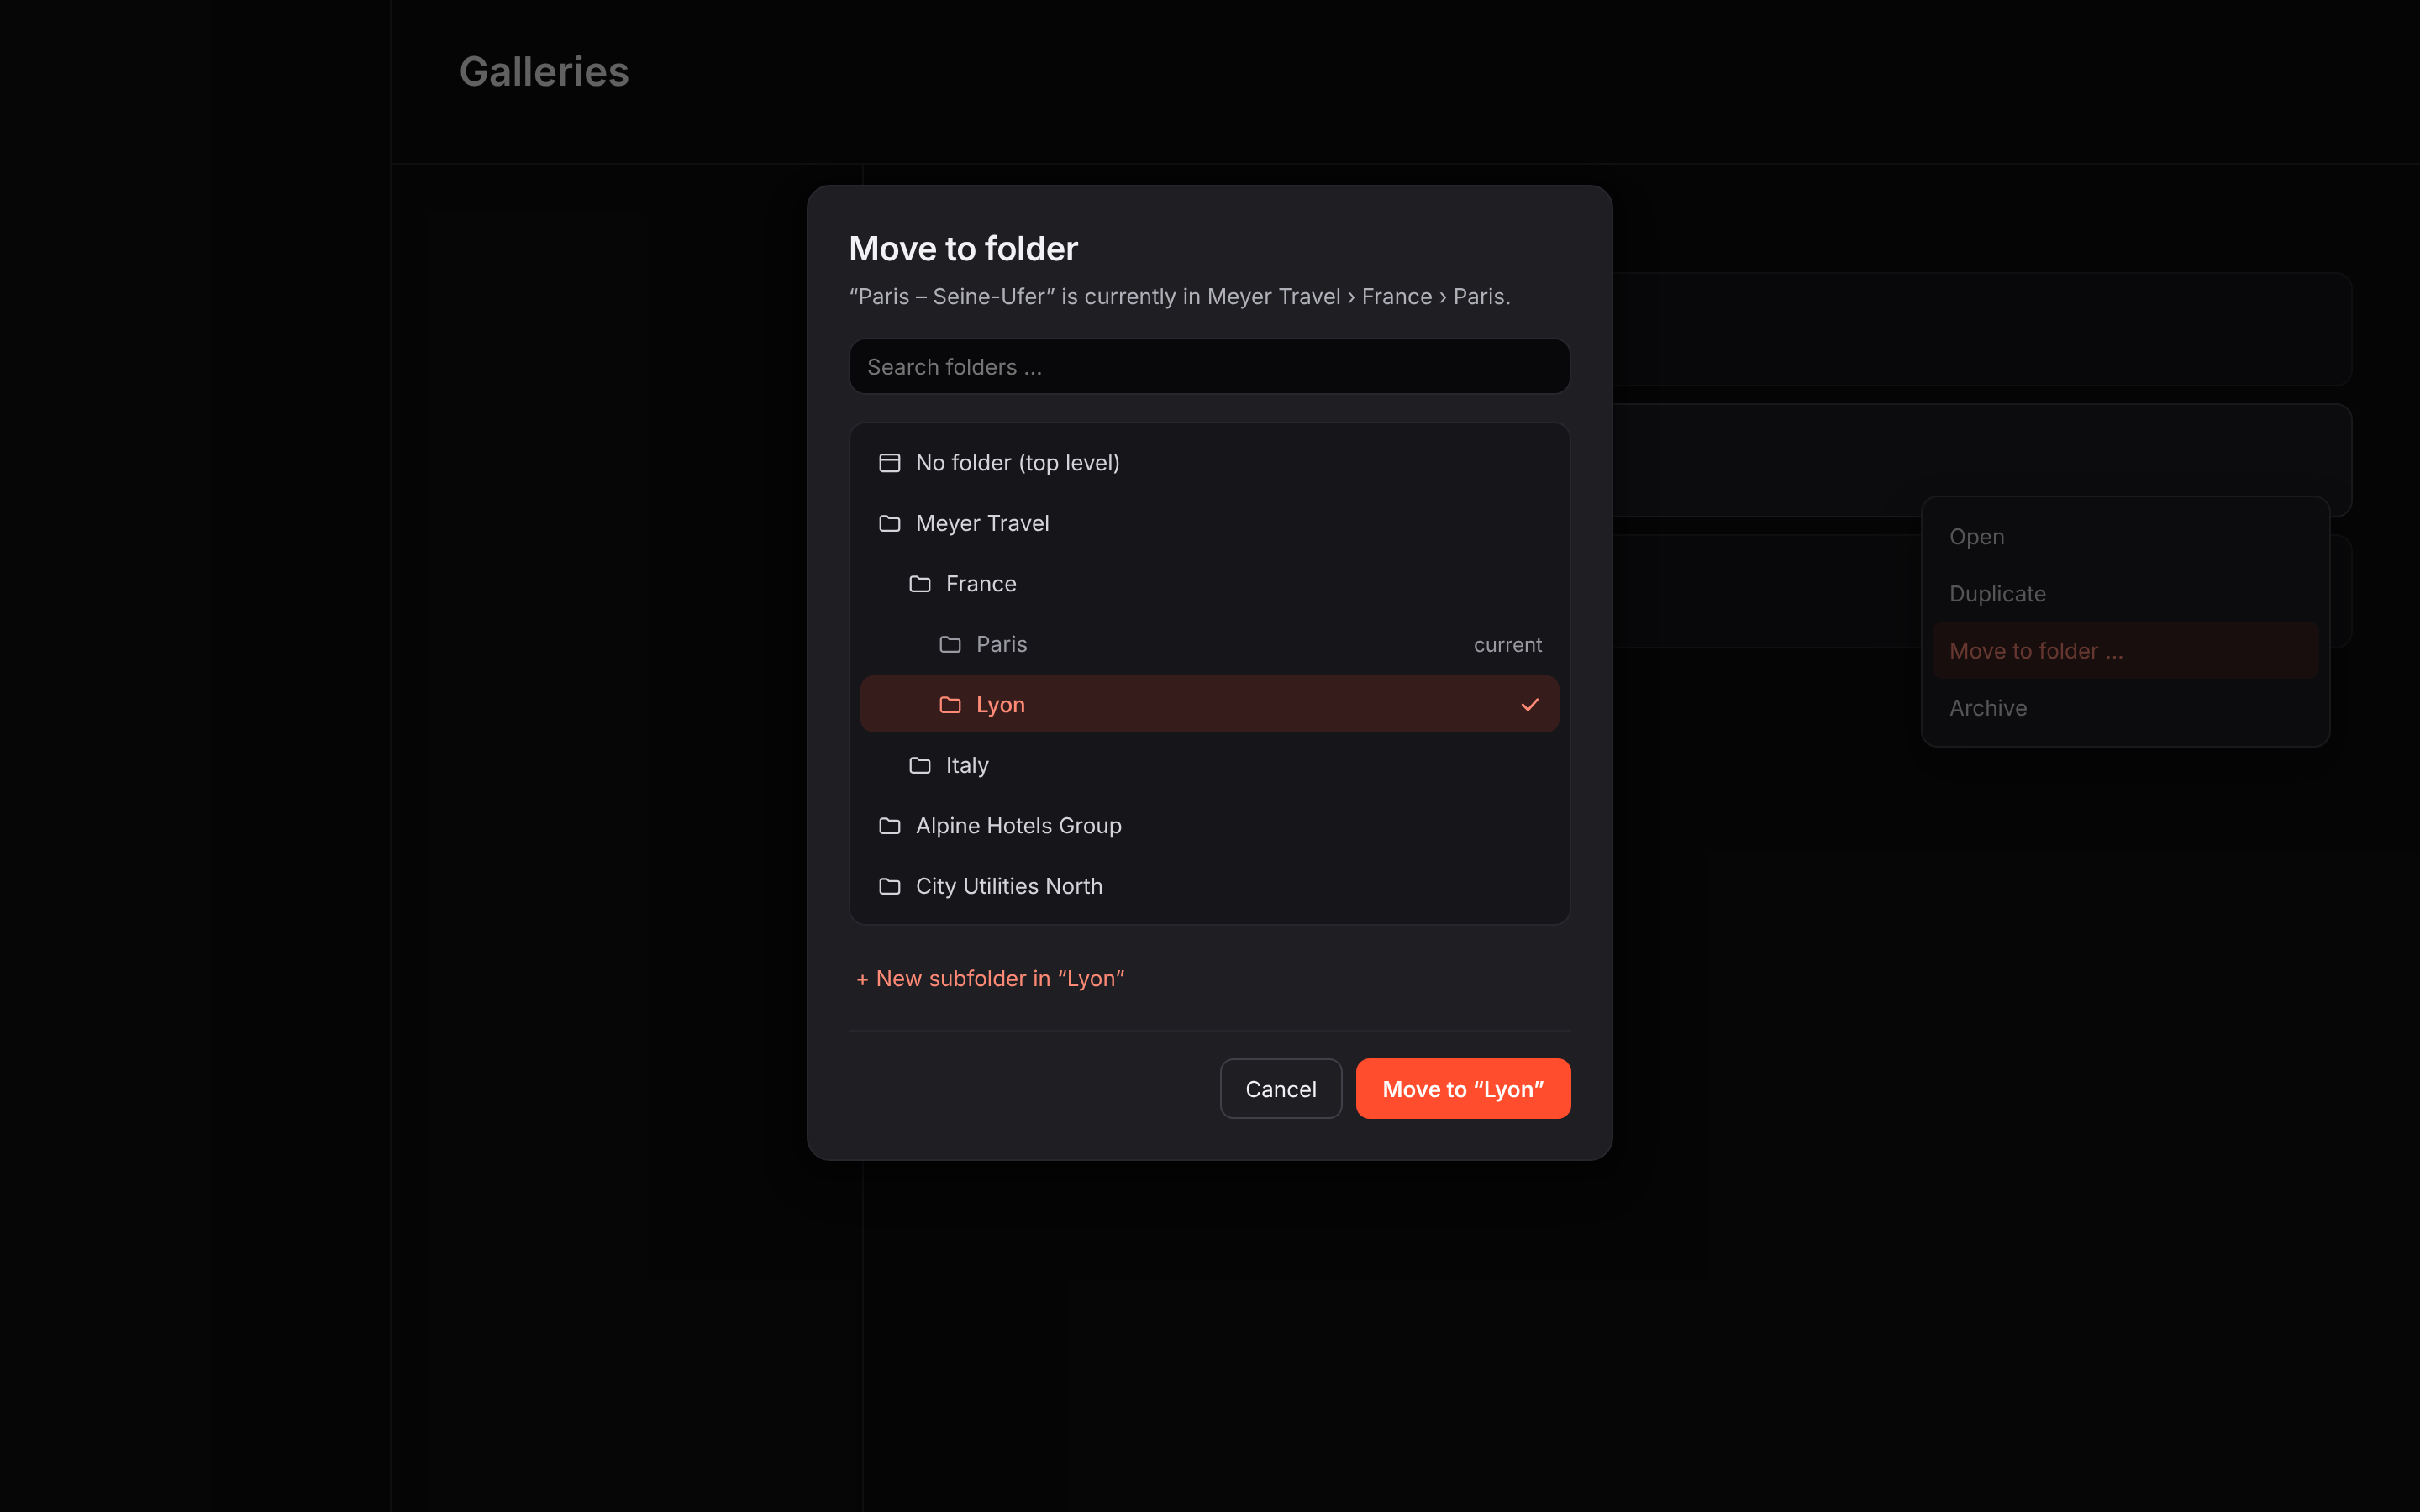 Galleries
Move to folder
“Paris – Seine-Ufer” is currently in Meyer Travel › France › Paris.
Search folders ...
No folder (top level)
Meyer Travel
France
Paris current
Lyon
Italy
Alpine Hotels Group
City Utilities North
+ New subfolder in “Lyon”
Cancel
Move to “Lyon”
Open
Duplicate
Move to folder ...
Archive